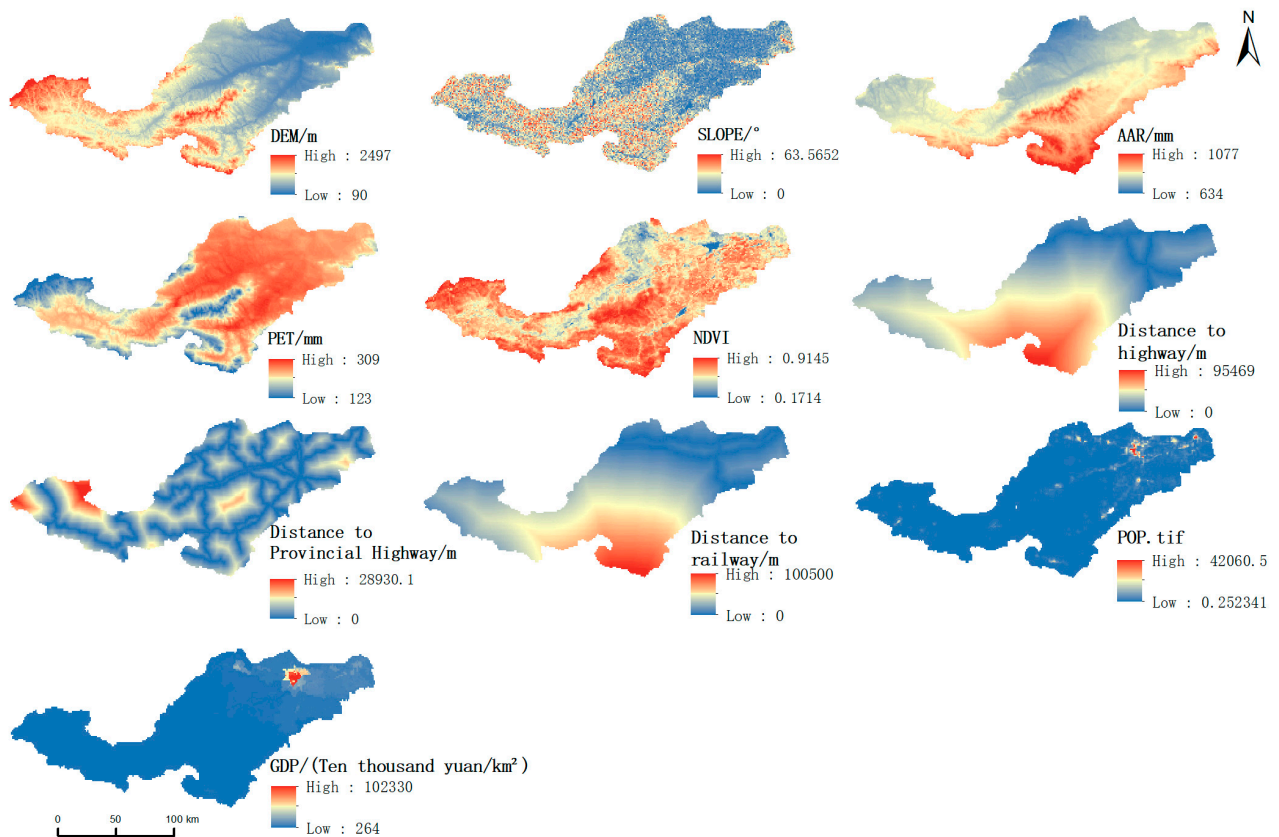 N
DEM/m
High : 2497
Low : 90
SLOPE/°
High : 63.5652
Low : 0
AAR/mm
High : 1077
Low : 634
PET/mm
High : 309
Low : 123
NDVI
High : 0.9145
Low : 0.1714
Distance to
highway/m
High : 95469
Low : 0
Distance to
Provincial Highway/m
High : 28930.1
Low : 0
Distance to
railway/m
High : 100500
Low : 0
POP.tif
High : 42060.5
Low : 0.252341
GDP/(Ten thousand yuan/km²)
High : 102330
Low : 264
0 50 100 km